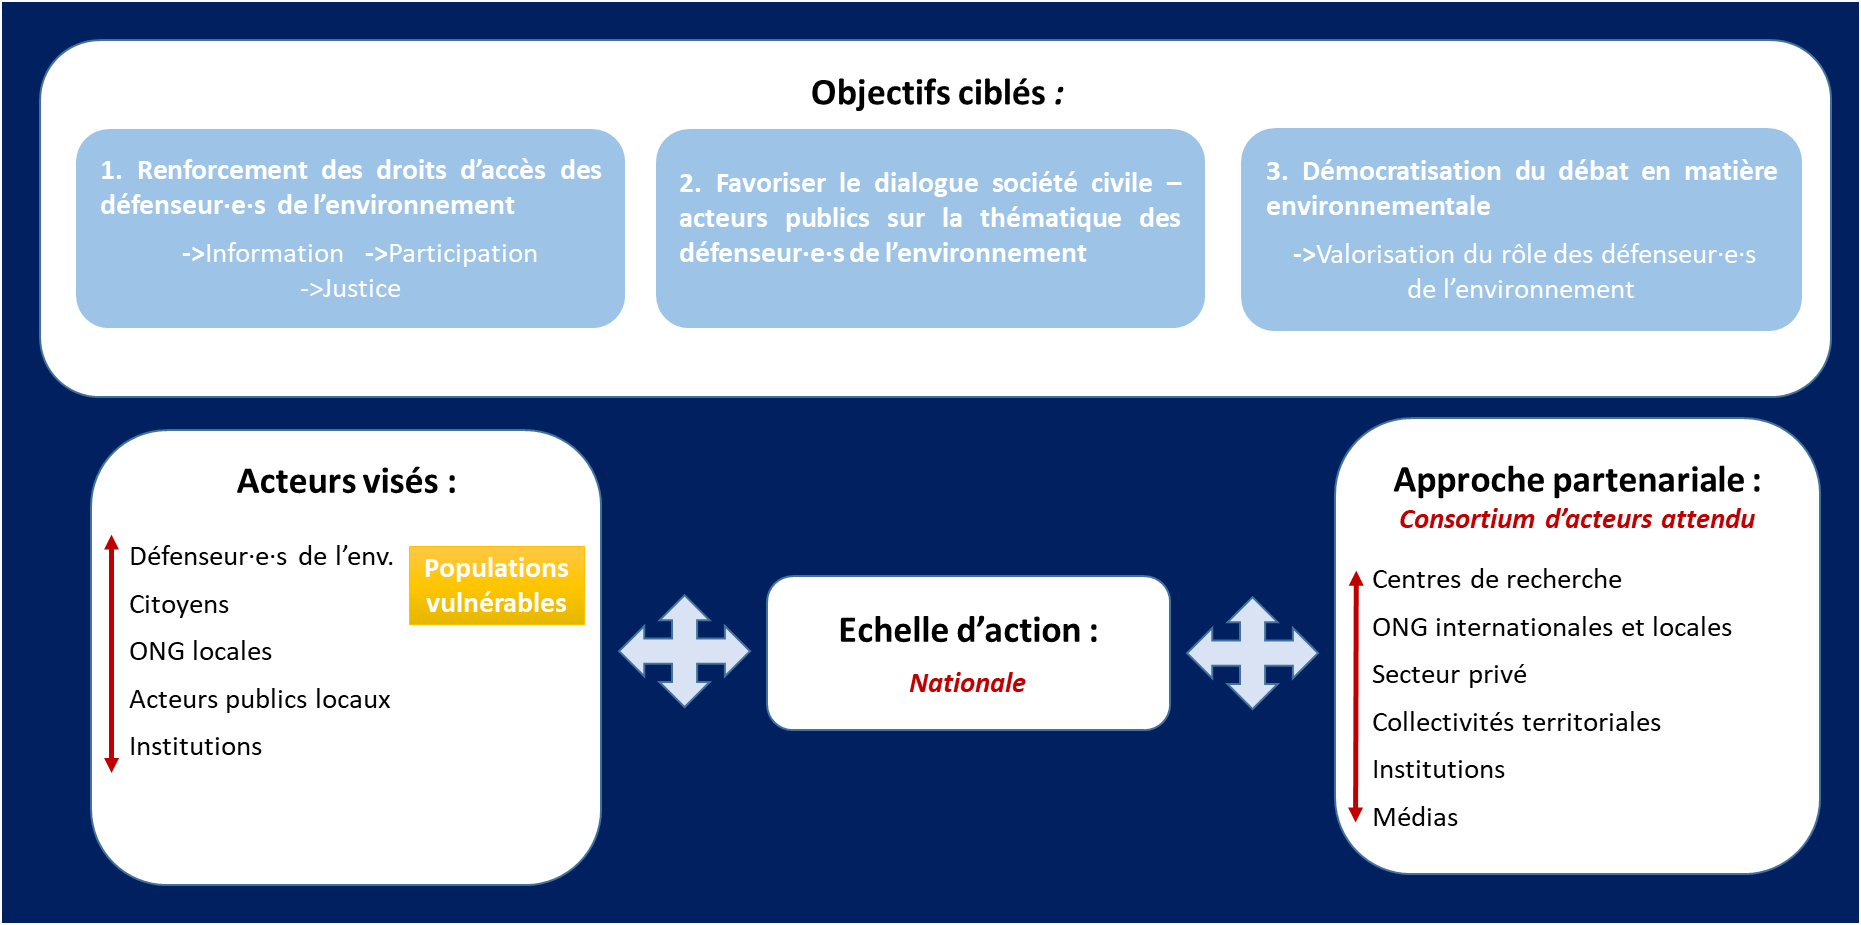 Objectifs ciblés :
1. Renforcement des droits d’accès des
défenseur·e·s de l’environnement
->Information ->Participation
->Justice
2. Favoriser le dialogue société civile –
acteurs publics sur la thématique des
défenseur·e·s de l’environnement
3. Démocratisation du débat en matière
environnementale
->Valorisation du rôle des défenseur·e·s
de l’environnement
Acteurs visés :
Défenseur·e·s de l’env.
Citoyens
ONG locales
Acteurs publics locaux
Institutions
Populations
vulnérables
Echelle d’action :
Nationale
Approche partenariale :
Consortium d’acteurs attendu
Centres de recherche
ONG internationales et locales
Secteur privé
Collectivités territoriales
Institutions
Médias